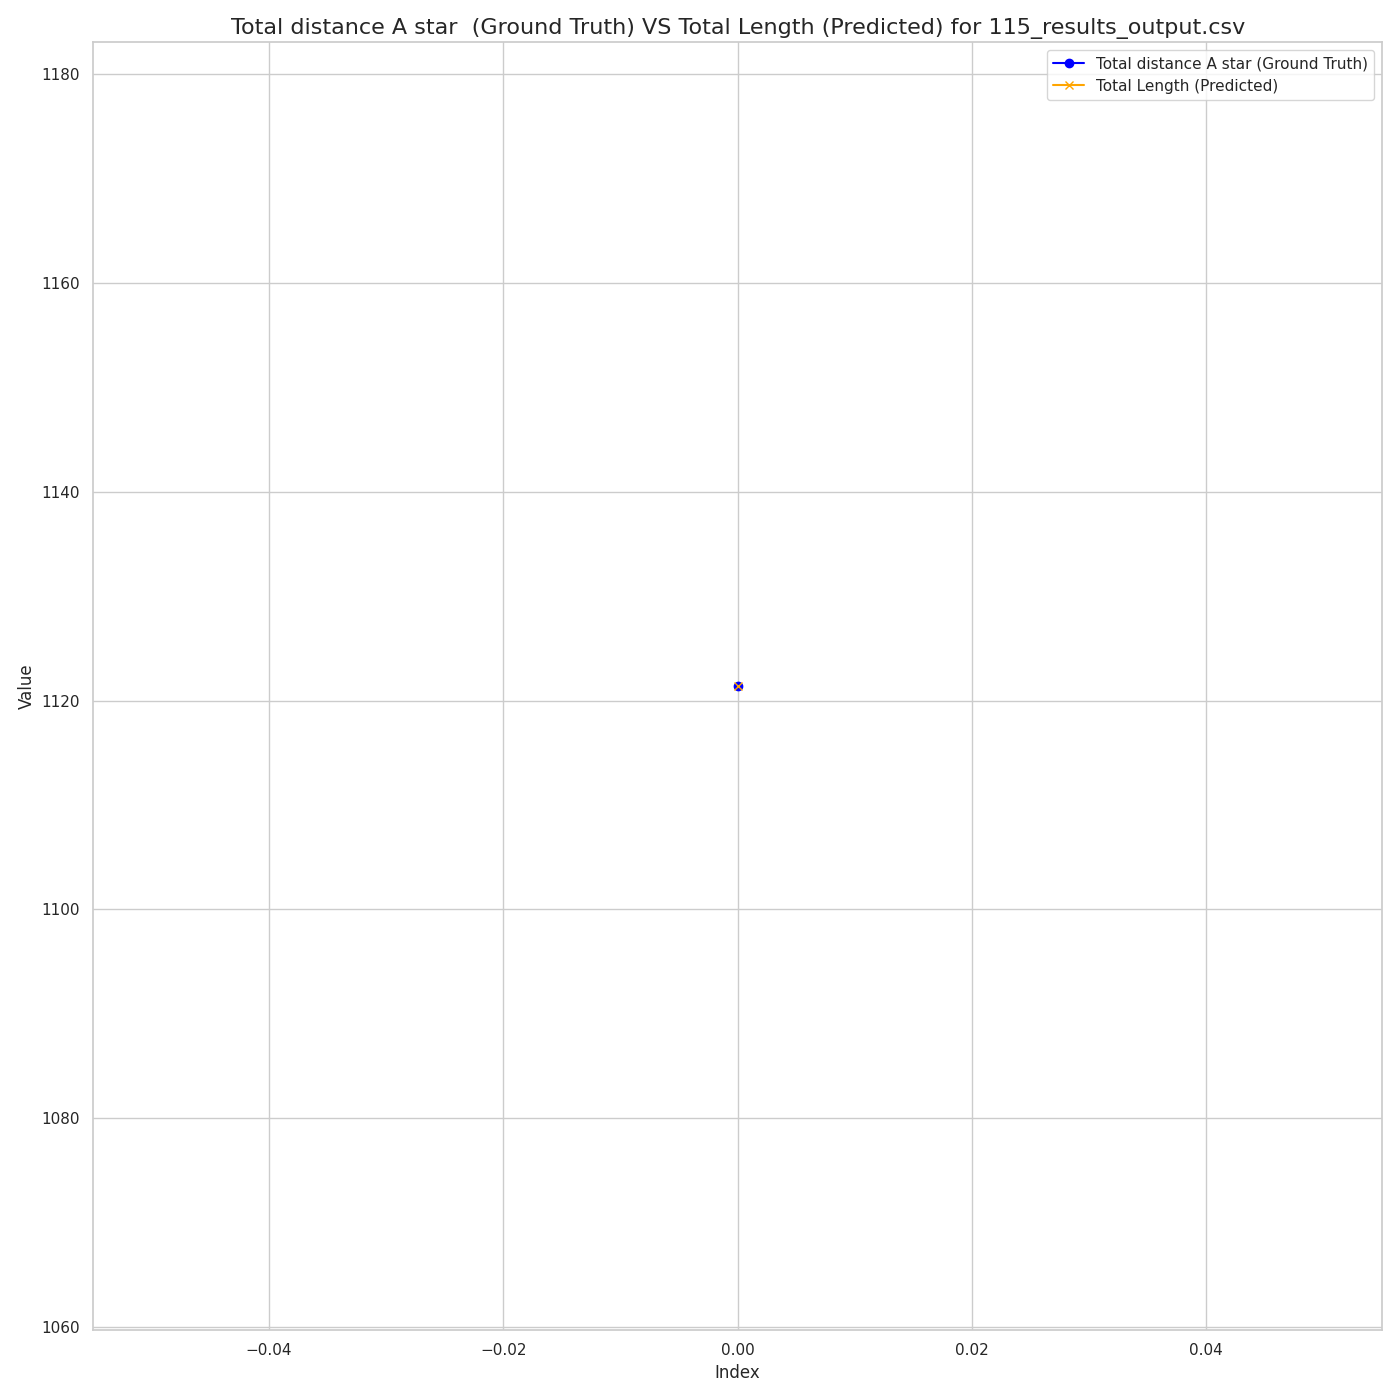 Total distance A star  (Ground Truth) VS Total Length (Predicted) for 115_results_output.csv
Total distance A star (Ground Truth)
Total Length (Predicted)
1180
1160
1140
1120
1100
1080
1060
Value
−0.04
−0.02
0.00
0.02
0.04
Index